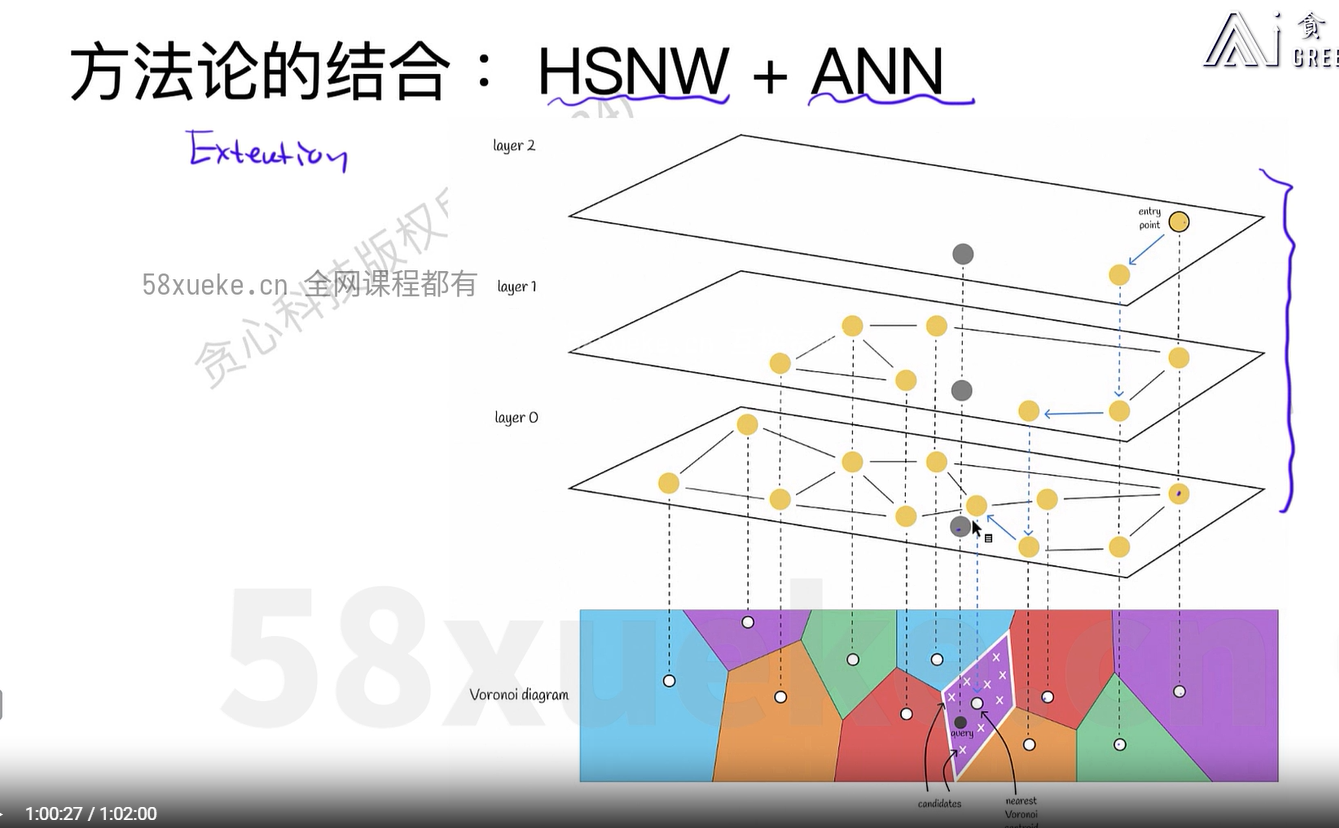 方法论的结合： HSNW + ANN
Ai 贪
GREE
Extention
layer 2
entry
point
贪心科技版权
58xueke.cn 全网课程都有
layer 1
layer 0
58xueke.cn
Voronoi diagram
query
candidates
nearest
Voronoi
1:00:27 / 1:02:00